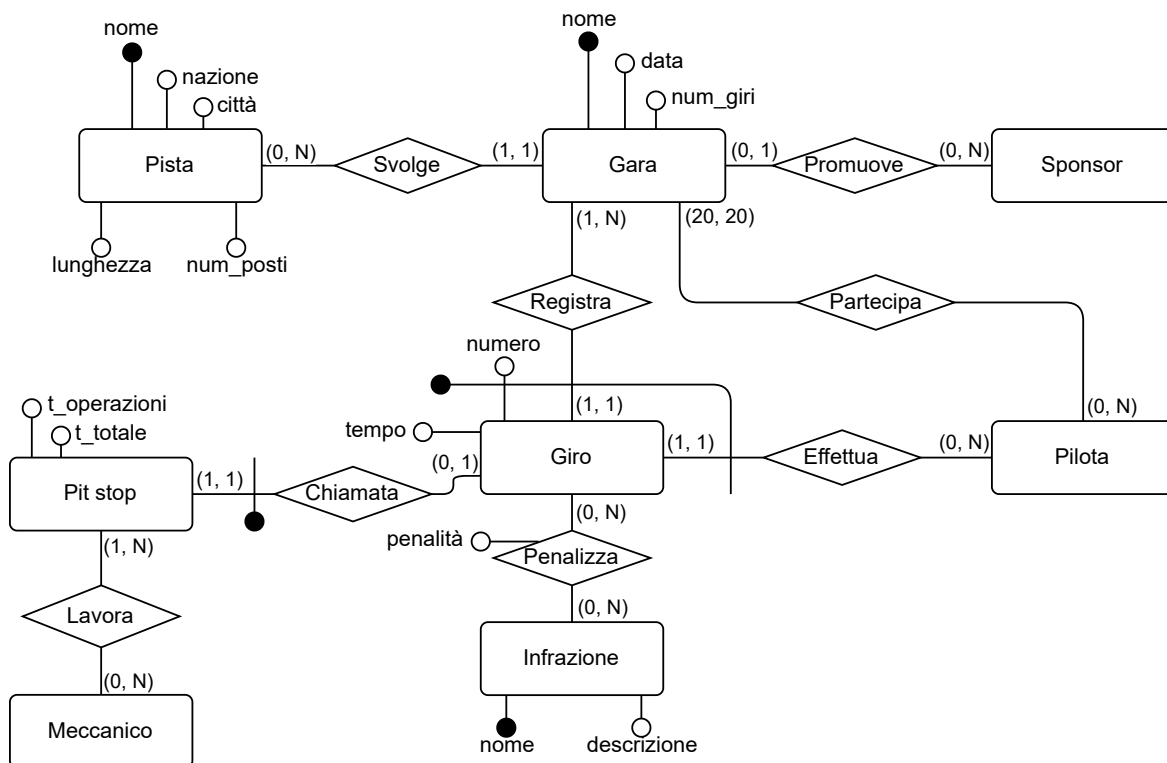 nome
nome
nazione
data
città
num_giri
Pista
(0, N)
Svolge
(1, 1)
Gara
(0, 1)
Promuove
(0, N)
Sponsor
lunghezza
num_posti
(1, N)
(20, 20)
Registra
Partecipa
numero
t_operazioni
t_totale
tempo
(1, 1)
(0, N)
Pit stop
(1, 1)
Chiamata
(0, 1)
Giro
(1, 1)
Effettua
(0, N)
Pilota
(0, N)
penalità
Penalizza
(1, N)
Lavora
(0, N)
Infrazione
(0, N)
Meccanico
nome
descrizione